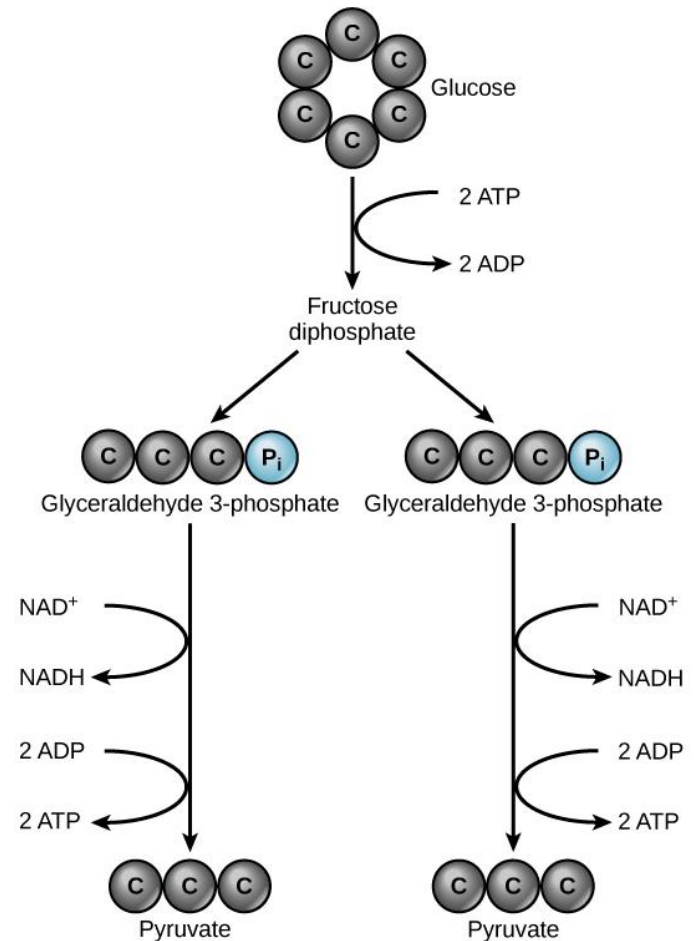 C
C C
Glucose
C C
C
2 ATP
2 ADP
Fructose
diphosphate
C C C Pi
Glyceraldehyde 3-phosphate
C C C Pi
Glyceraldehyde 3-phosphate
NAD+
NADH
2 ADP
2 ATP
NAD+
NADH
2 ADP
2 ATP
C C C
Pyruvate
C C C
Pyruvate